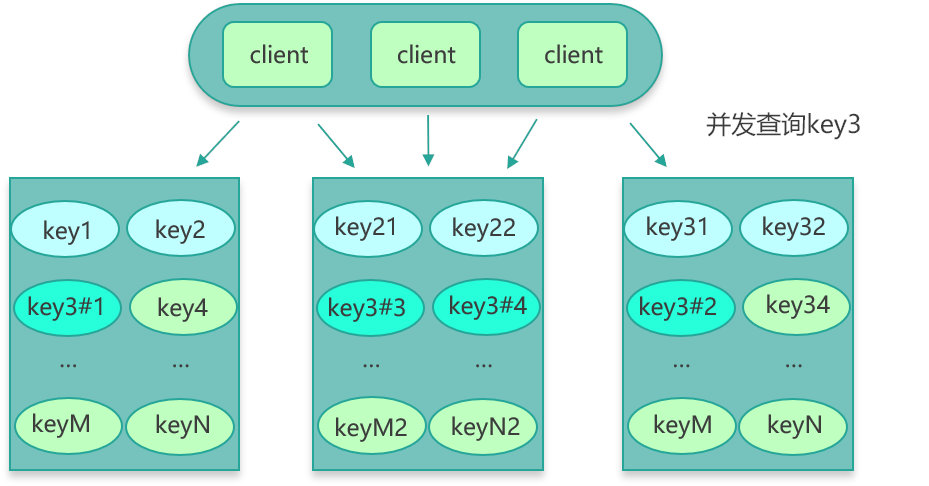 client client client
并发查询key3
key1 key2 key21 key22 key31 key32
key3#1 key4 key3#3 key3#4 key3#2 key34
... ... ... ... ... ...
keyM keyN keyM2 keyN2 keyM keyN